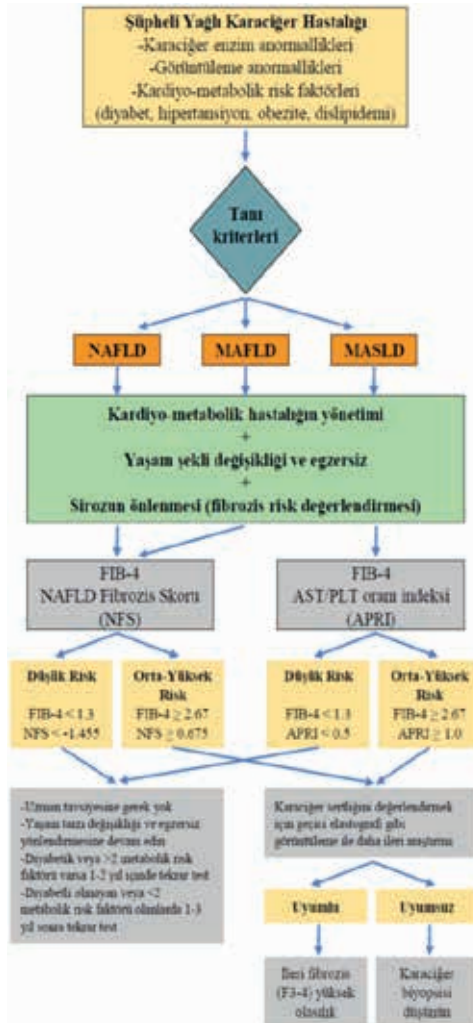 Şüpheli Yağlı Karaciğer Hastalığı
-Karaciğer enzim anormallikleri
-Görüntüleme anormallikleri
-Kardiyo-metabolik risk faktörleri
(diyabet, hipertansiyon, obezite, dislipidemi)
Tanı
kriterleri
NAFLD
MAFLD
MASLD
Kardiyo-metabolik hastalığın yönetimi
+
Yaşam şekli değişikliği ve egzersiz
+
Sirozun önlenmesi (fibrozis risk değerlendirmesi)
FIB-4
NAFLD Fibrozis Skoru
(NFS)
FIB-4
AST/PLT oranı indeksi
(APRI)
Düşük Risk
FIB-4 < 1.3
NFS < -1.455
Orta-Yüksek
Risk
FIB-4 ≥ 2.67
NFS ≥ 0.675
Düşük Risk
FIB-4 < 1.3
APRI < 0.5
Orta-Yüksek
Risk
FIB-4 ≥ 2.67
APRI ≥ 1.0
-Uzman tavsiyesine gerek yok
-Yaşam tarzı değişikliği ve egzersiz
yönlendirmesine devam edin
-Diyabetik veya >2 metabolik risk
faktörü varsa 1-2 yıl içinde tekrar test
-Diyabetli olmayan veya <2
metabolik risk faktörü olanlarda 1-3
yıl sonra tekrar test
Karaciğer sertliğini değerlendirmek
için geçici elastografi gibi
görüntüleme ile daha ileri araştırma
Uyumlu
Uyumsuz
İleri fibrozis
(F3-4) yüksek
olasılık
Karaciğer
biyopsisi
düşünün